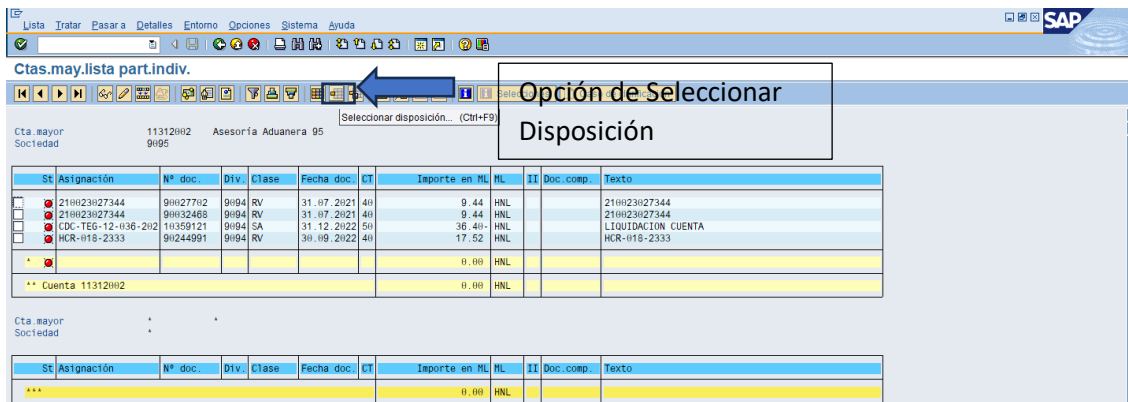 Lista Tratar Pasar a Detalles Entorno Opciones Sistema Ayuda
SAP
Ctas.may.lista part.indiv.
Opción de Seleccionar
Disposición
Seleccionar disposición... (Ctrl+F9)
Cta.mayor 11312002 Asesoría Aduanera 95
Sociedad 9095
St Asignación Nº doc. Div. Clase Fecha doc. CT Importe en ML ML II Doc.comp. Texto
210023027344 90027702 9094 RV 31.07.2021 40 9.44 HNL 210023027344
210023027344 90032468 9094 RV 31.07.2021 40 9.44 HNL 210023027344
CDC-TEG-12-036-202 10359121 9094 SA 31.12.2022 50 36.40- HNL LIQUIDACION CUENTA
HCR-018-2333 90244991 9094 RV 30.09.2022 40 17.52 HNL HCR-018-2333
* 0.00 HNL
** Cuenta 11312002 0.00 HNL
Cta.mayor * *
Sociedad *
St Asignación Nº doc. Div. Clase Fecha doc. CT Importe en ML ML II Doc.comp. Texto
*** 0.00 HNL